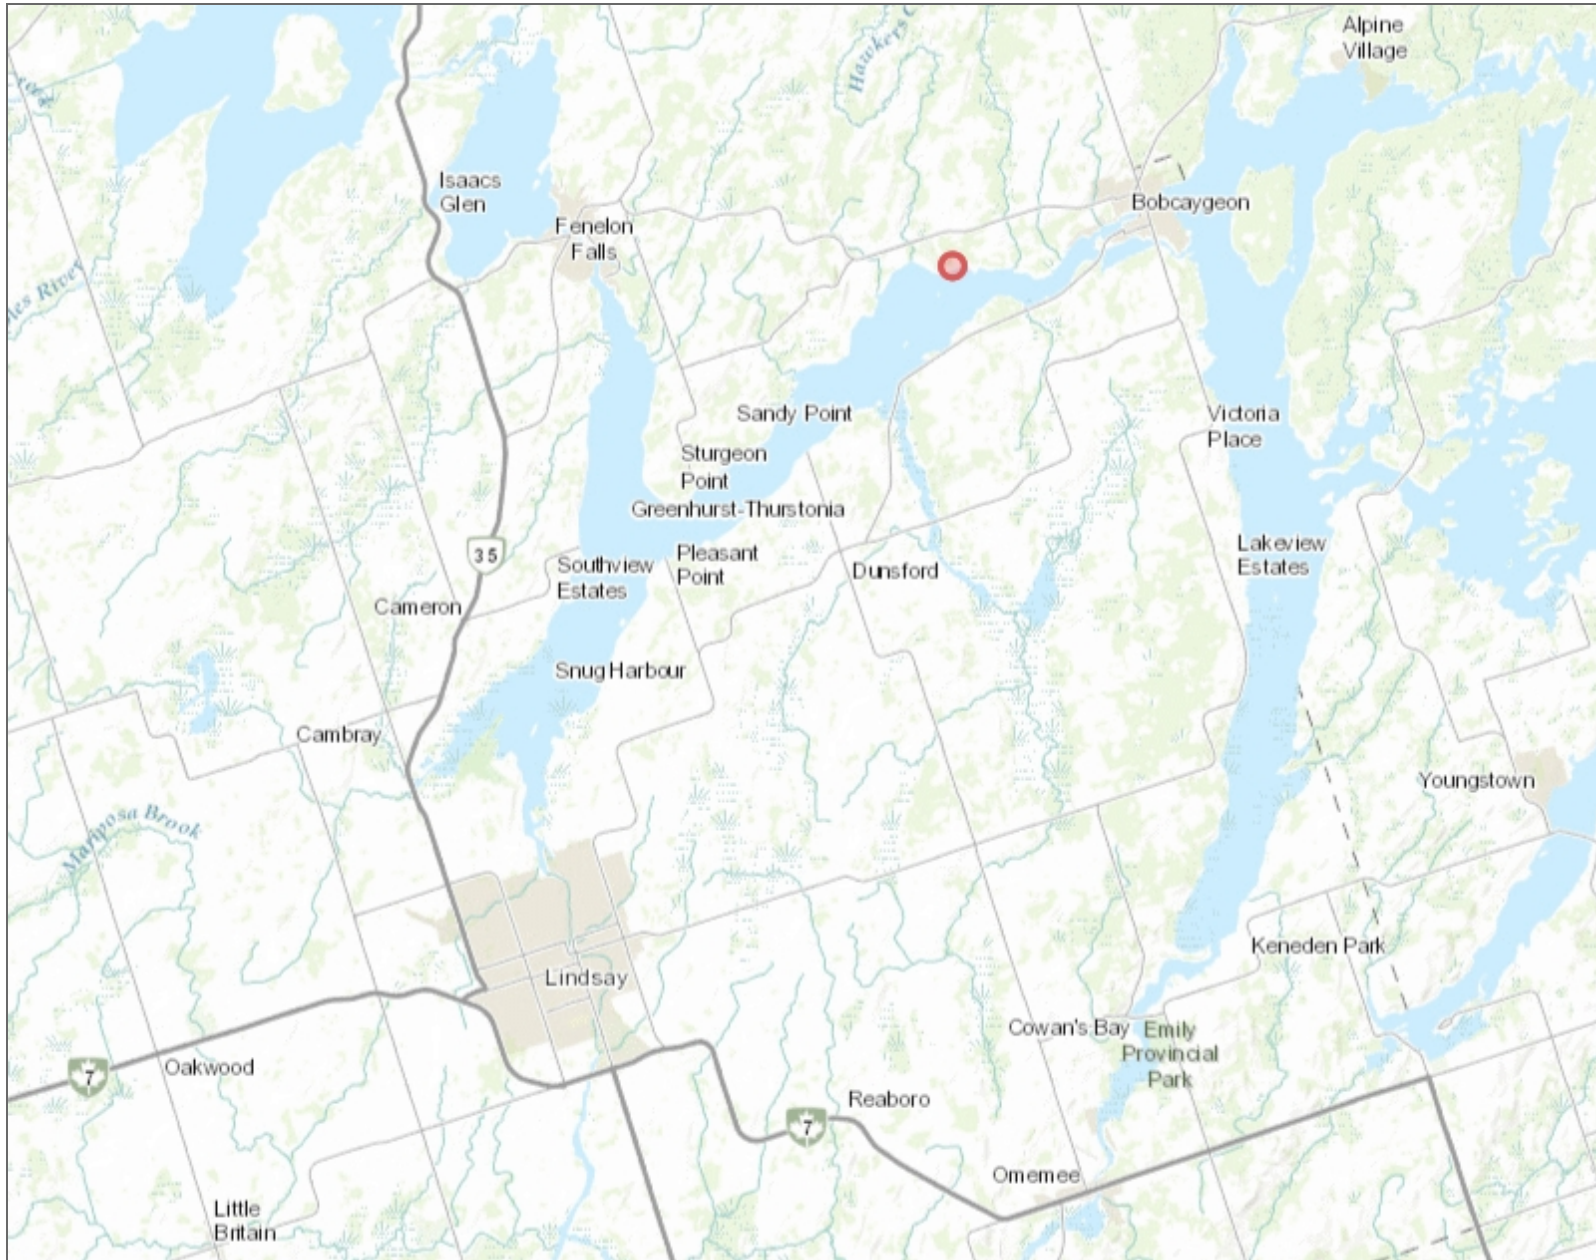 Alpine
Village
Isaacs
Glen
Bobcaygeon
Fenelon
Falls
Sandy Point
Victoria
Place
Sturgeon
Point
Greenhurst-Thurstonia
35
Southview
Estates
Pleasant
Point
Dunsford
Lakeview
Estates
Cameron
Snug Harbour
Cambray
Youngstown
Mariposa Brook
Keneden Park
Lindsay
Cowan's Bay
Emily
Provincial
Park
7
Oakwood
Reaboro
7
Omemee
Little
Britain